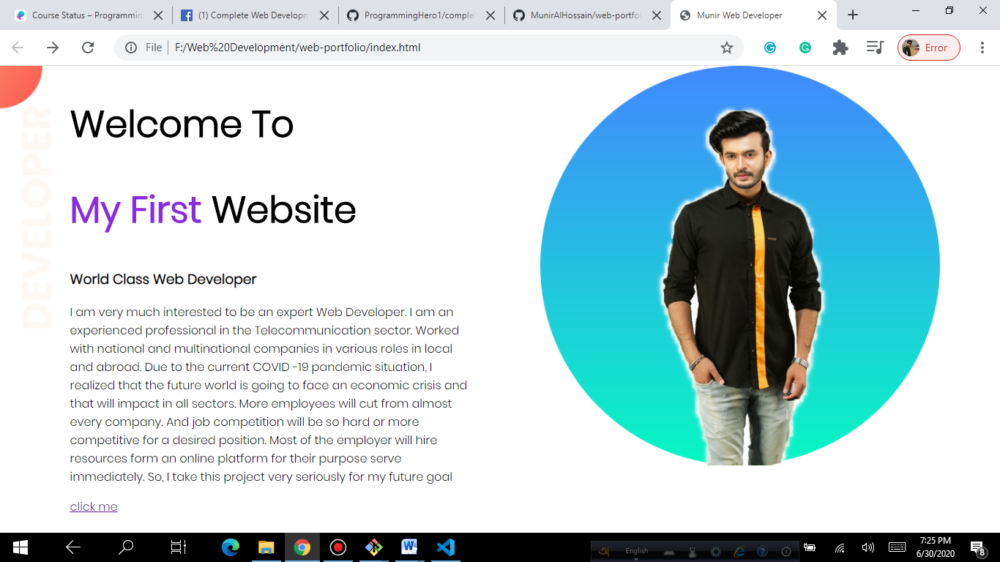 Course Status – Programmin
(1) Complete Web Developm
ProgrammingHero1/complet
MunirAlHossain/web-portfol
Munir Web Developer
File
F:/Web%20Development/web-portfolio/index.html
Error
DEVELOPER
Welcome To
My First Website
World Class Web Developer
I am very much interested to be an expert Web Developer. I am an
experienced professional in the Telecommunication sector. Worked
with national and multinational companies in various roles in local
and abroad. Due to the current COVID -19 pandemic situation, I
realized that the future world is going to face an economic crisis and
that will impact in all sectors. More employees will cut from almost
every company. And job competition will be so hard or more
competitive for a desired position. Most of the employer will hire
resources form an online platform for their purpose serve
immediately. So, I take this project very seriously for my future goal
click me
English
7:25 PM
6/30/2020
8